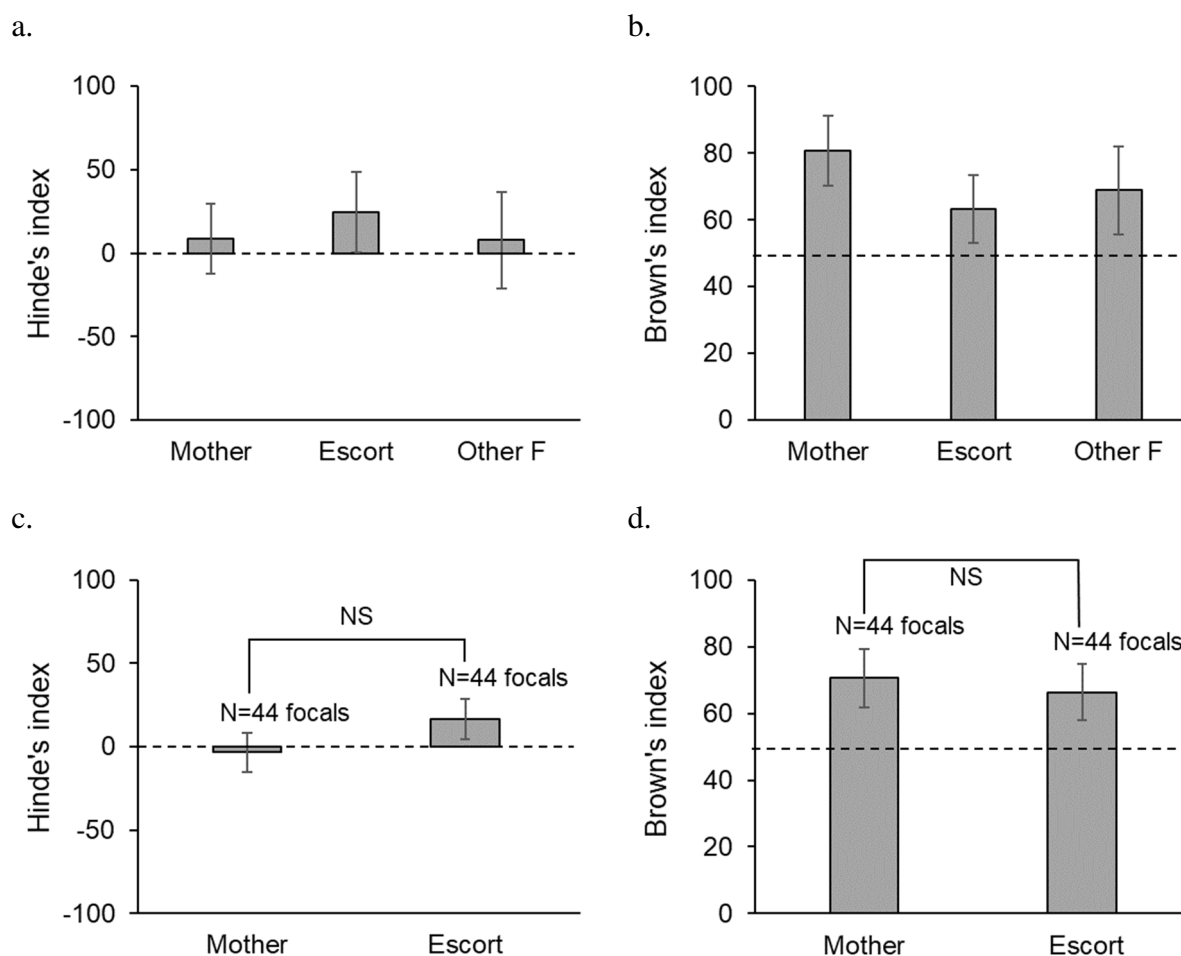 a.
Hinde's index
100
50
0
-50
-100
Mother Escort Other F
b.
Brown's index
100
80
60
40
20
0
Mother Escort Other F
c.
Hinde's index
100
50
0
-50
-100
NS
N=44 focals
N=44 focals
Mother Escort
d.
Brown's index
100
80
60
40
20
0
NS
N=44 focals
N=44 focals
Mother Escort